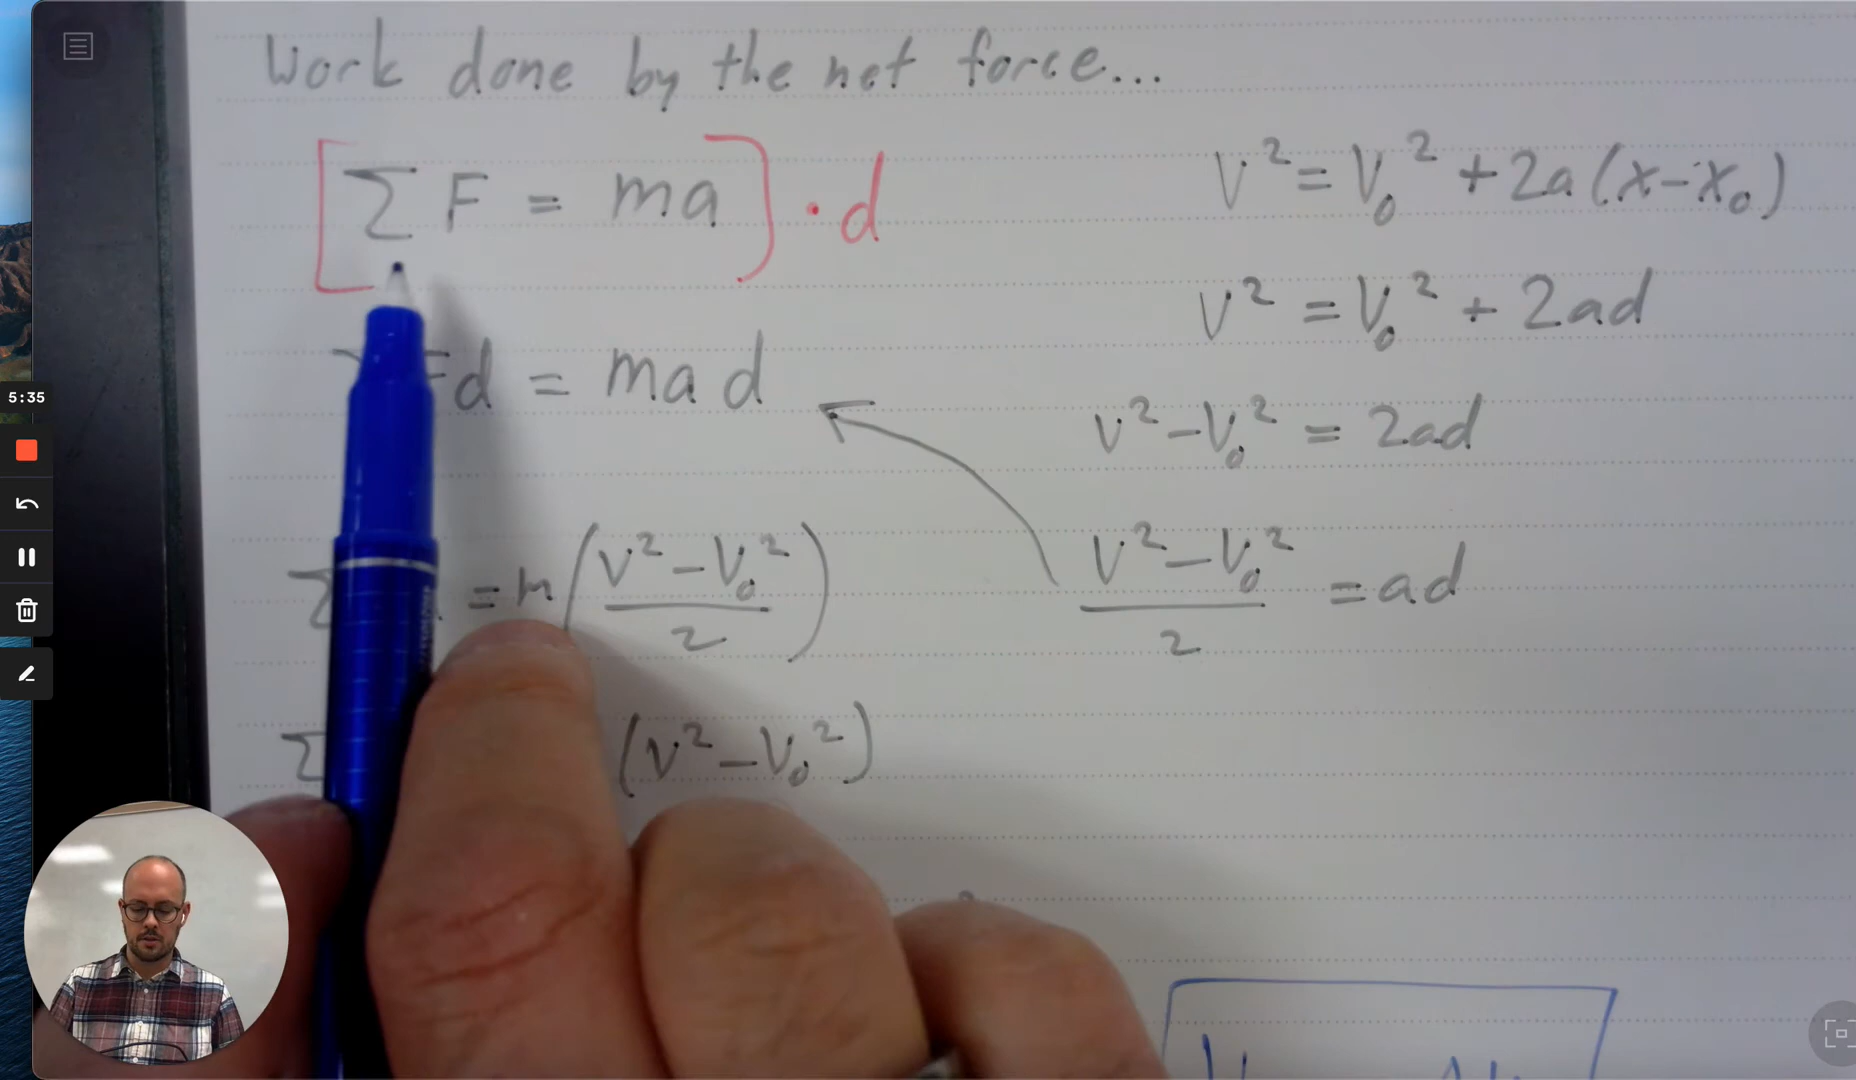 Work done by the net force...
[ΣF = ma] · d
Fd = mad
= m((v² - v₀²)/2)
(v² - v₀²)
v² = v₀² + 2a(x - x₀)
v² = v₀² + 2ad
v² - v₀² = 2ad
(v² - v₀²)/2 = ad
5:35